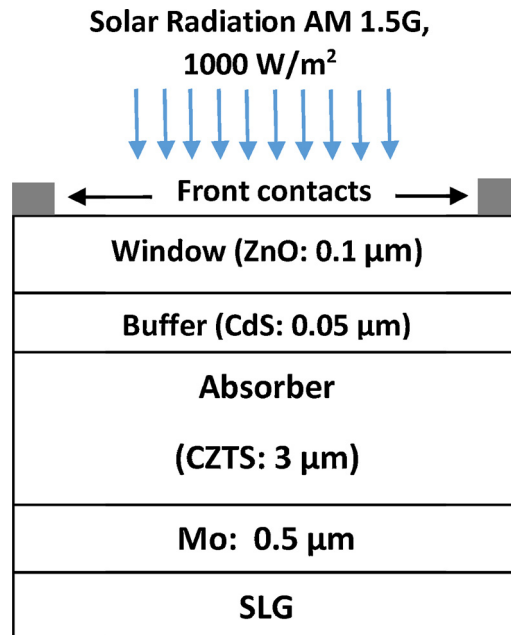 Solar Radiation AM 1.5G,
1000 W/m²
Front contacts
Window (ZnO: 0.1 μm)
Buffer (CdS: 0.05 μm)
Absorber
(CZTS: 3 μm)
Mo: 0.5 μm
SLG